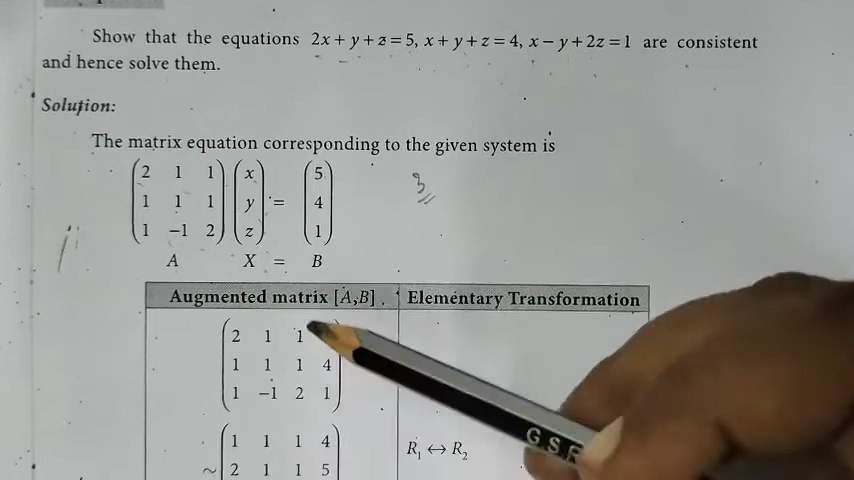 Show that the equations 2x + y + z = 5, x + y + z = 4, x − y + 2z = 1 are consistent
and hence solve them.
Solution:
The matrix equation corresponding to the given system is
2 1 1 x 5
1 1 1 y = 4
1 −1 2 z 1
3
A X = B
Augmented matrix [A,B] Elementary Transformation
2 1 1
1 1 1 4
1 −1 2 1
1 1 1 4 R₁ ↔ R₂
~ 2 1 1 5
G.S.R